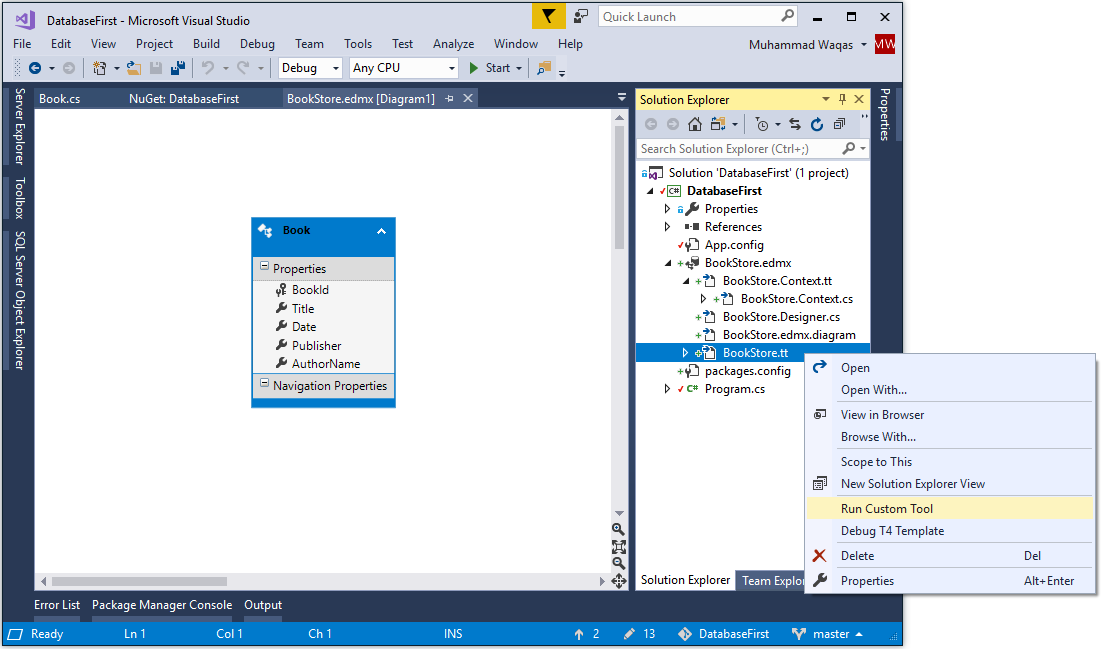 DatabaseFirst - Microsoft Visual Studio
Quick Launch
File Edit View Project Build Debug Team Tools Test Analyze Window Help
Muhammad Waqas MW
Debug Any CPU Start
Server Explorer
Toolbox
SQL Server Object Explorer
Book.cs NuGet: DatabaseFirst BookStore.edmx [Diagram1]
Book
Properties
BookId
Title
Date
Publisher
AuthorName
Navigation Properties
Solution Explorer
Search Solution Explorer (Ctrl+;)
Solution 'DatabaseFirst' (1 project)
DatabaseFirst
Properties
References
App.config
BookStore.edmx
BookStore.Context.tt
BookStore.Context.cs
BookStore.Designer.cs
BookStore.edmx.diagram
BookStore.tt
packages.config
Program.cs
Solution Explorer Team Explor
Properties
Open
Open With...
View in Browser
Browse With...
Scope to This
New Solution Explorer View
Run Custom Tool
Debug T4 Template
Delete Del
Properties Alt+Enter
Error List Package Manager Console Output
Ready Ln 1 Col 1 Ch 1 INS 2 13 DatabaseFirst master